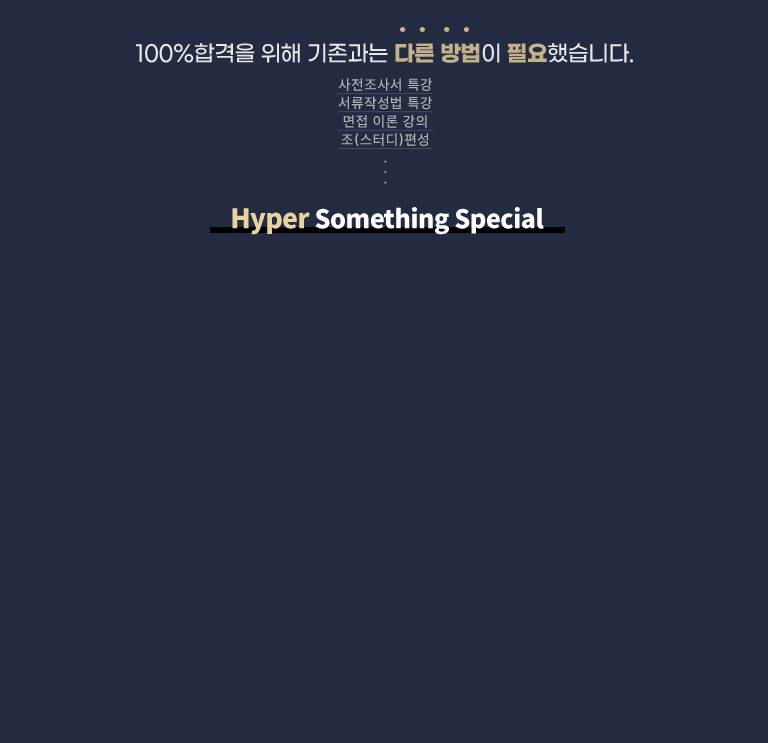 100%합격을 위해 기존과는 다른 방법이 필요했습니다.
사전조사서 특강
서류작성법 특강
면접 이론 강의
조(스터디)편성
Hyper Something Special